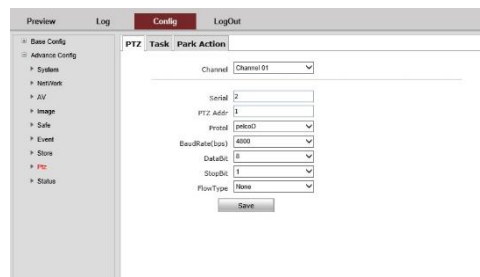 Preview Log Config LogOut
Base Config
Advance Config
System
NetWork
AV
Image
Safe
Event
Store
Ptz
Status
PTZ Task Park Action
Channel Channel 01
Serial 2
PTZ Addr 1
Protol pelcoD
BaudRate(bps) 4800
DataBit 8
StopBit 1
FlowType None
Save